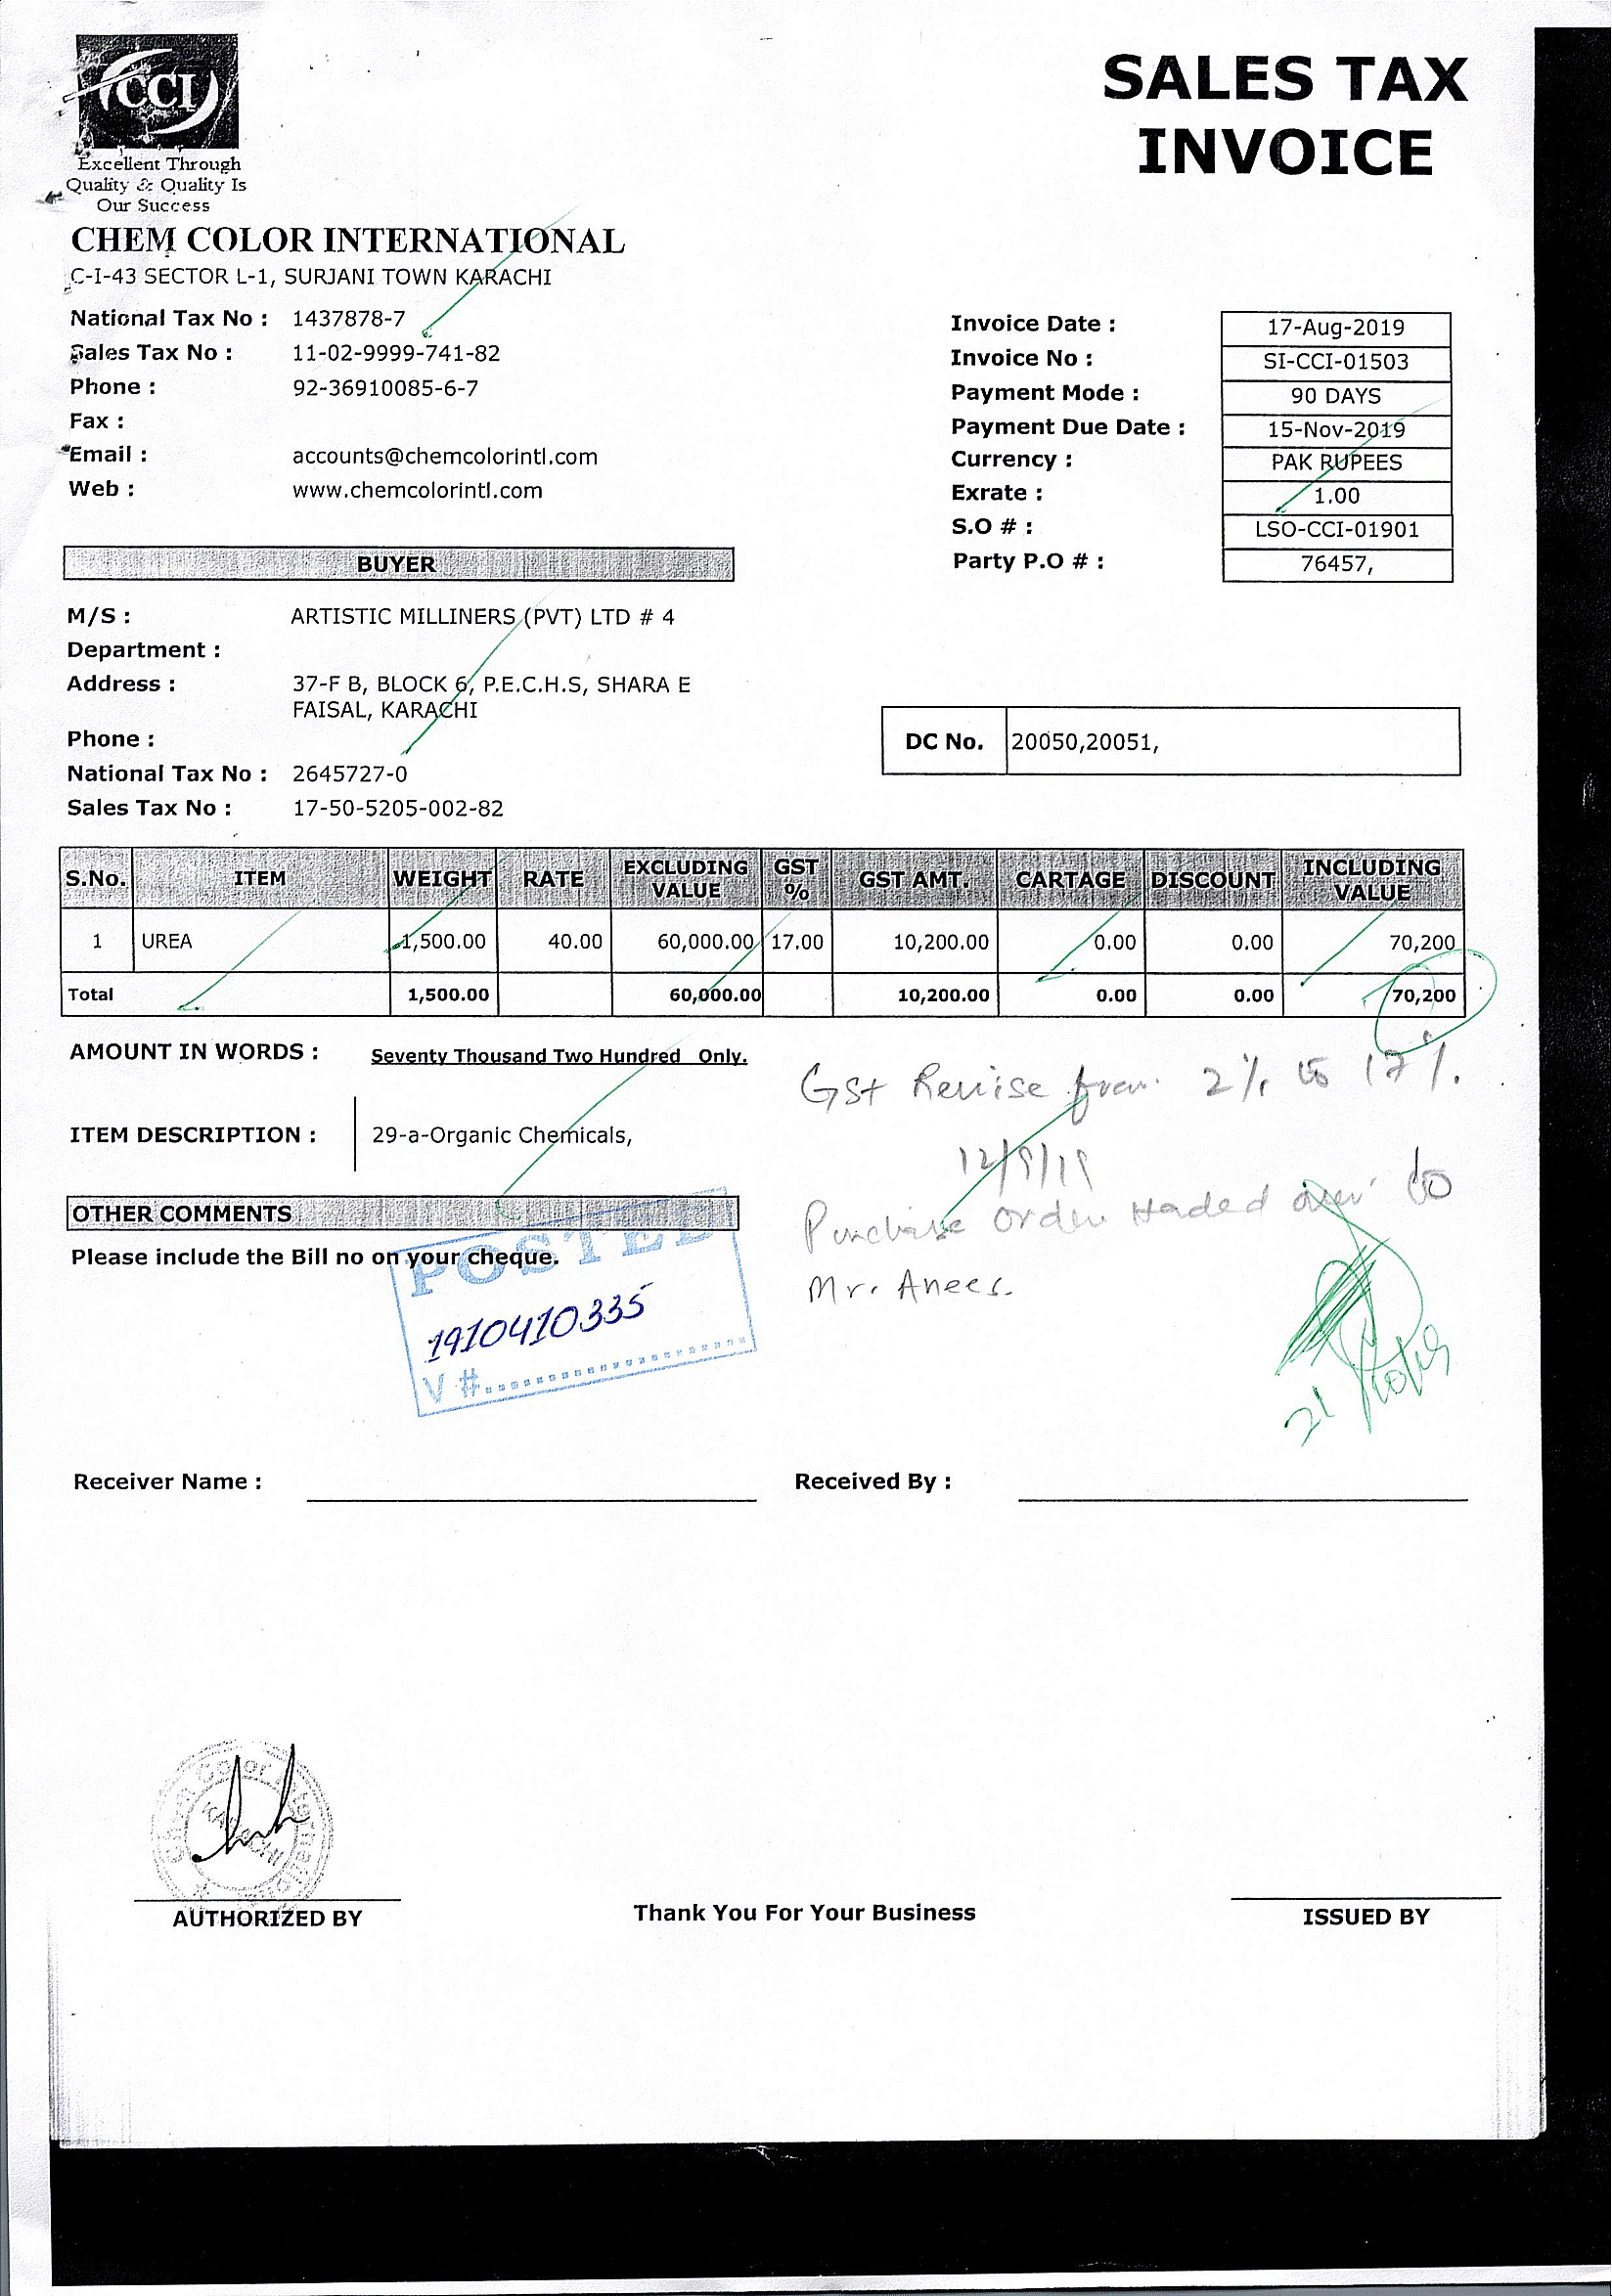 CCI
Excellent Through
Quality & Quality Is
Our Success
SALES TAX
INVOICE
CHEM COLOR INTERNATIONAL
C-I-43 SECTOR L-1, SURJANI TOWN KARACHI
National Tax No : 1437878-7
Sales Tax No : 11-02-9999-741-82
Phone : 92-36910085-6-7
Fax :
Email : accounts@chemcolorintl.com
Web : www.chemcolorintl.com
Invoice Date : 17-Aug-2019
Invoice No : SI-CCI-01503
Payment Mode : 90 DAYS
Payment Due Date : 15-Nov-2019
Currency : PAK RUPEES
Exrate : 1.00
S.O # : LSO-CCI-01901
Party P.O # : 76457,
BUYER
M/S : ARTISTIC MILLINERS (PVT) LTD # 4
Department :
Address : 37-F B, BLOCK 6, P.E.C.H.S, SHARA E
FAISAL, KARACHI
Phone :
National Tax No : 2645727-0
Sales Tax No : 17-50-5205-002-82
DC No. 20050,20051,
S.No. ITEM WEIGHT RATE EXCLUDING VALUE GST % GST AMT. CARTAGE DISCOUNT INCLUDING VALUE
1 UREA 1,500.00 40.00 60,000.00 17.00 10,200.00 0.00 0.00 70,200
Total 1,500.00 60,000.00 10,200.00 0.00 0.00 70,200
AMOUNT IN WORDS : Seventy Thousand Two Hundred Only.
ITEM DESCRIPTION : 29-a-Organic Chemicals,
GSt Revise from 2% to 17%.
12/9/19
Purchase order Haded over to
Mr. Anees.
OTHER COMMENTS
Please include the Bill no on your cheque.
POSTED
1910410335
V #
Receiver Name :
Received By :
AUTHORIZED BY
Thank You For Your Business
ISSUED BY